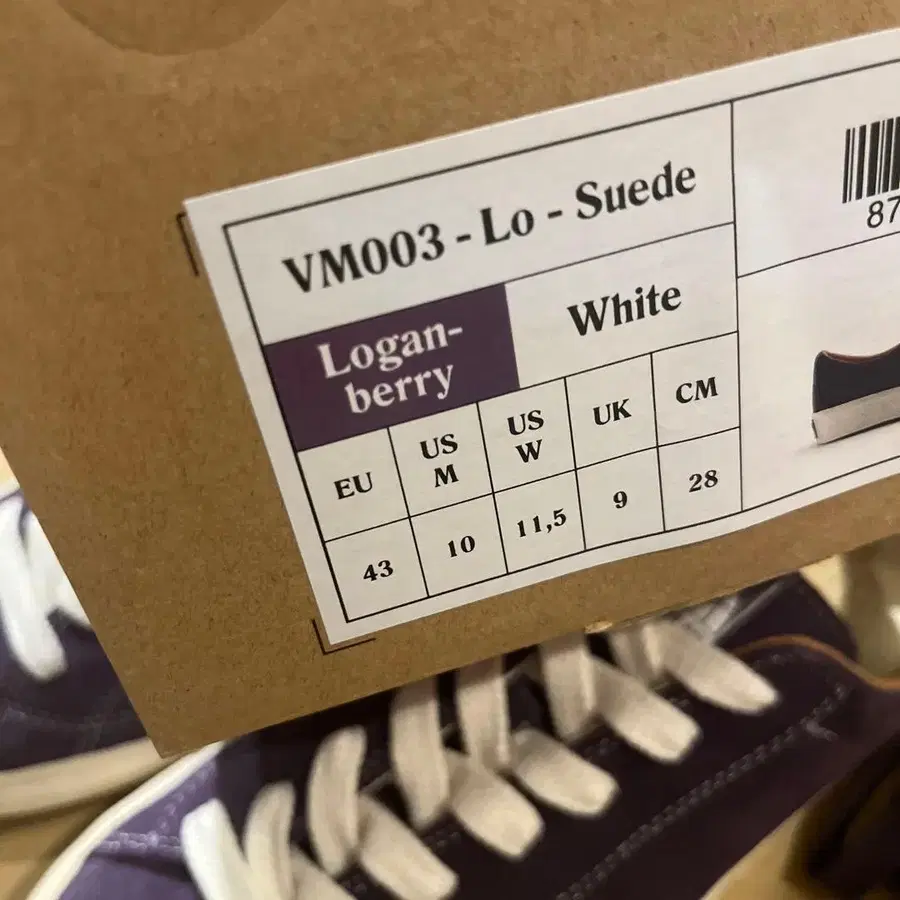 VM003 - Lo - Suede
Logan-
berry
White
EU
US
M
US
W
UK
CM
43
10
11,5
9
28
87